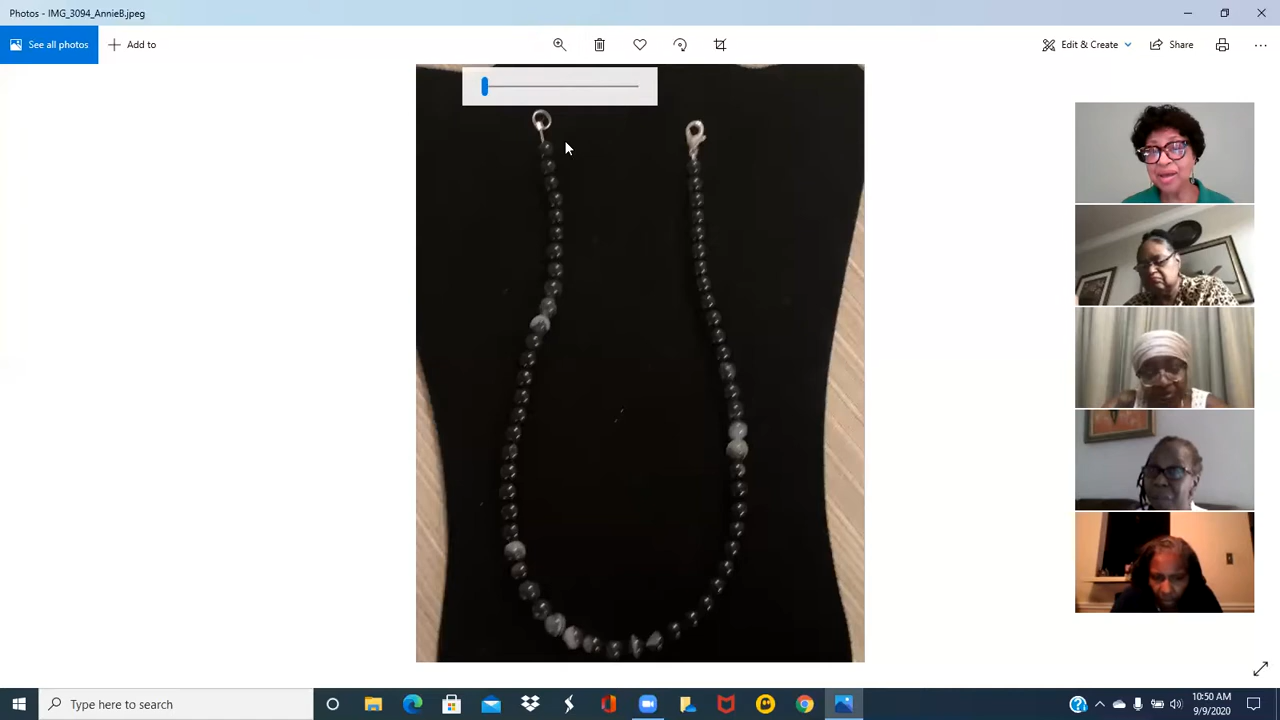 Photos - IMG_3094_AnnieB.jpeg
See all photos
Add to
Edit & Create
Share
Type here to search
10:50 AM
9/9/2020